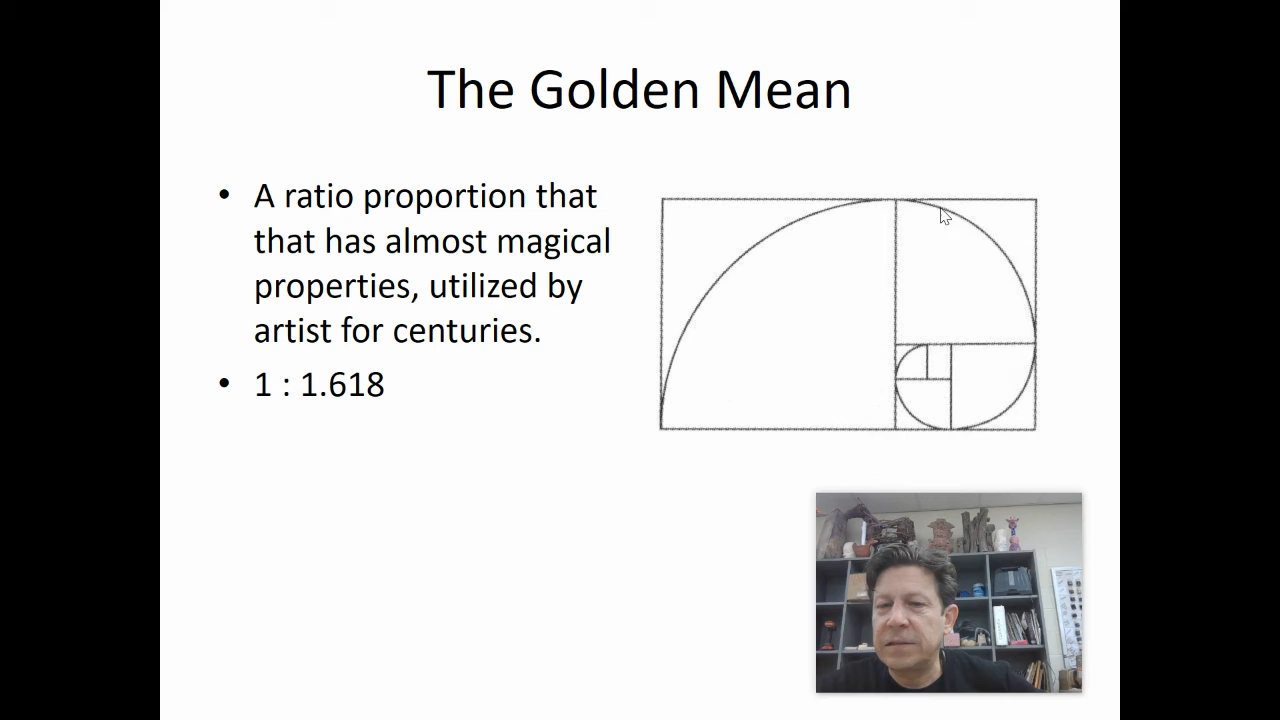 The Golden Mean
• A ratio proportion that
that has almost magical
properties, utilized by
artist for centuries.
• 1 : 1.618